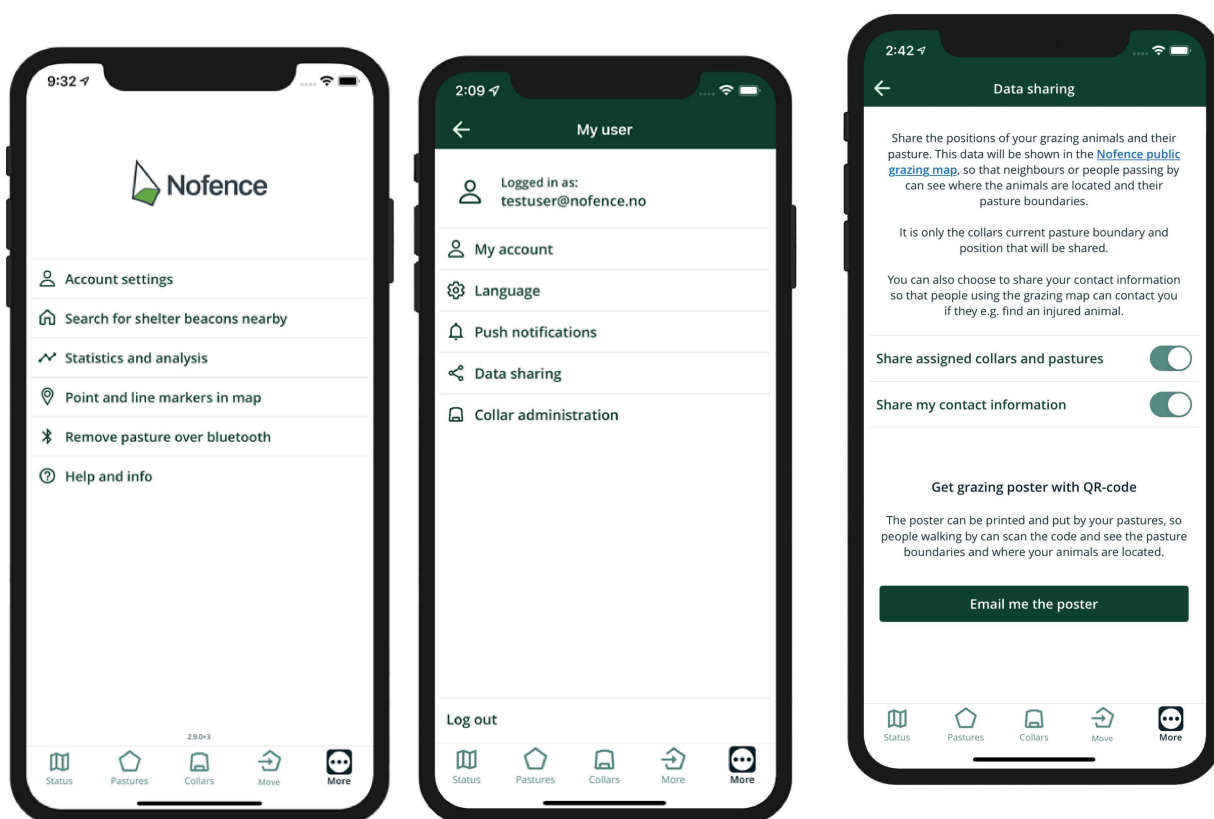 9:32
Nofence
Account settings
Search for shelter beacons nearby
Statistics and analysis
Point and line markers in map
Remove pasture over bluetooth
Help and info
2.9.0+3
Status
Pastures
Collars
Move
More
2:09
My user
Logged in as:
testuser@nofence.no
My account
Language
Push notifications
Data sharing
Collar administration
Log out
Status
Pastures
Collars
More
More
2:42
Data sharing
Share the positions of your grazing animals and their
pasture. This data will be shown in the Nofence public
grazing map, so that neighbours or people passing by
can see where the animals are located and their
pasture boundaries.
It is only the collars current pasture boundary and
position that will be shared.
You can also choose to share your contact information
so that people using the grazing map can contact you
if they e.g. find an injured animal.
Share assigned collars and pastures
Share my contact information
Get grazing poster with QR-code
The poster can be printed and put by your pastures, so
people walking by can scan the code and see the pasture
boundaries and where your animals are located.
Email me the poster
Status
Pastures
Collars
Move
More